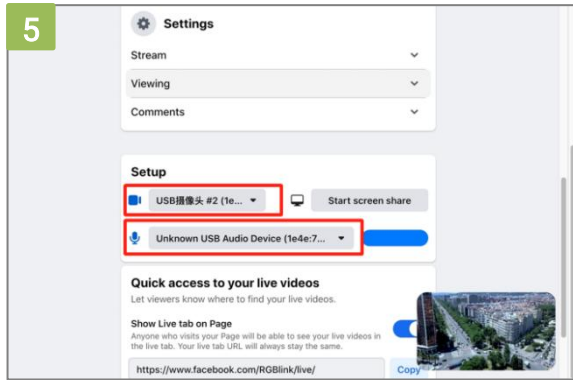 5
Settings
Stream
Viewing
Comments
Setup
USB摄像头 #2 (1e...
Start screen share
Unknown USB Audio Device (1e4e:7...
Quick access to your live videos
Let viewers know where to find your live videos.
Show Live tab on Page
Anyone who visits your Page will be able to see your live videos in
the live tab. Your live tab URL will always stay the same.
https://www.facebook.com/RGBlink/live/
Copy